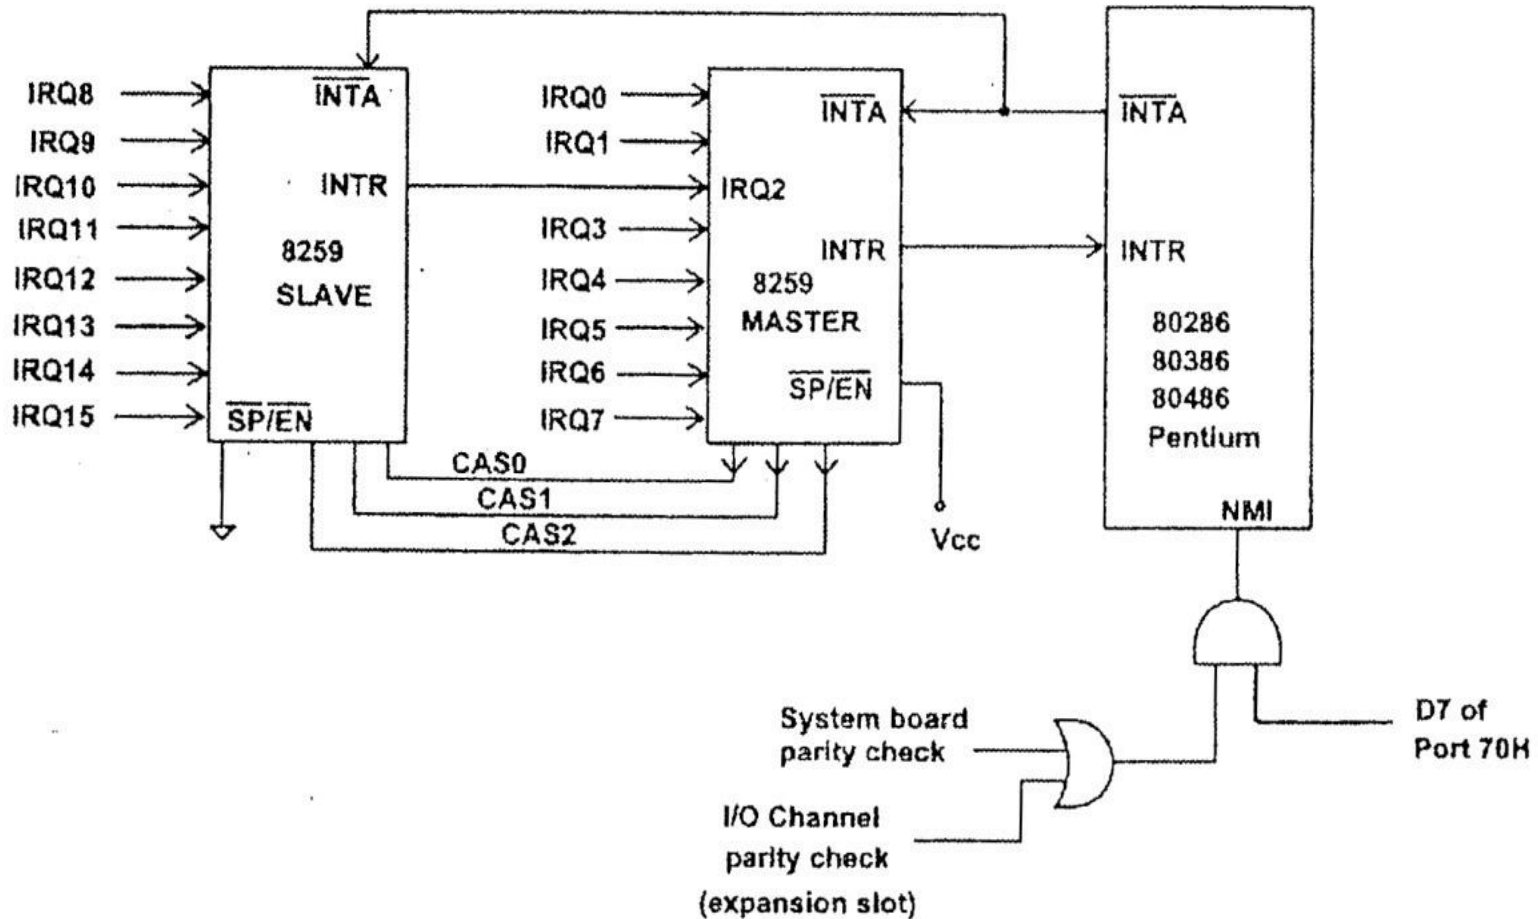 IRQ8
IRQ9
IRQ10
IRQ11
IRQ12
IRQ13
IRQ14
IRQ15
INTA
INTR
8259
SLAVE
SP/EN
IRQ0
IRQ1
IRQ2
IRQ3
IRQ4
IRQ5
IRQ6
IRQ7
INTA
INTR
8259
MASTER
SP/EN
CAS0
CAS1
CAS2
Vcc
INTA
INTR
80286
80386
80486
Pentium
NMI
System board
parity check
I/O Channel
parity check
(expansion slot)
D7 of
Port 70H